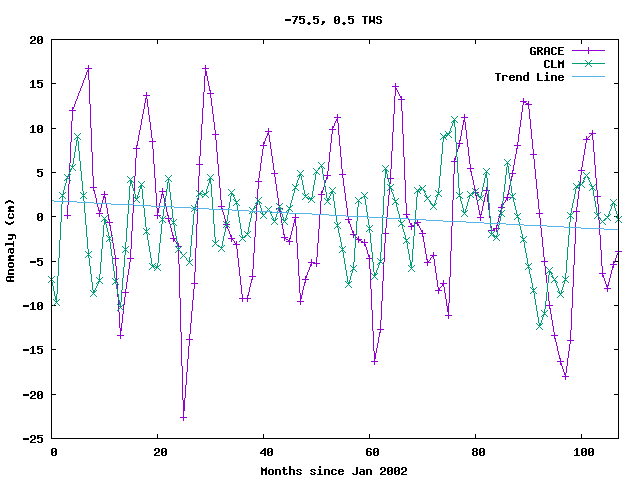 -75.5, 0.5 TWS
GRACE
CLM
Trend Line
20
15
10
5
0
-5
-10
-15
-20
-25
Anomaly (cm)
0 20 40 60 80 100
Months since Jan 2002